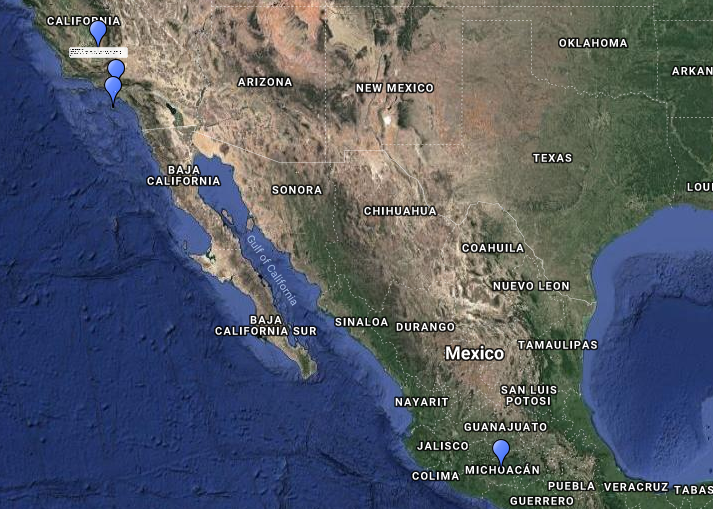 CALIFORNIA
OKLAHOMA
ARIZONA
NEW MEXICO
ARKAN
TEXAS
BAJA
CALIFORNIA
SONORA
LOUI
CHIHUAHUA
COAHUILA
Gulf of California
NUEVO LEON
BAJA
CALIFORNIA SUR
SINALOA
DURANGO
TAMAULIPAS
Mexico
SAN LUIS
POTOSI
NAYARIT
GUANAJUATO
JALISCO
MICHOACÁN
COLIMA
PUEBLA
VERACRUZ
TABAS
GUERRERO